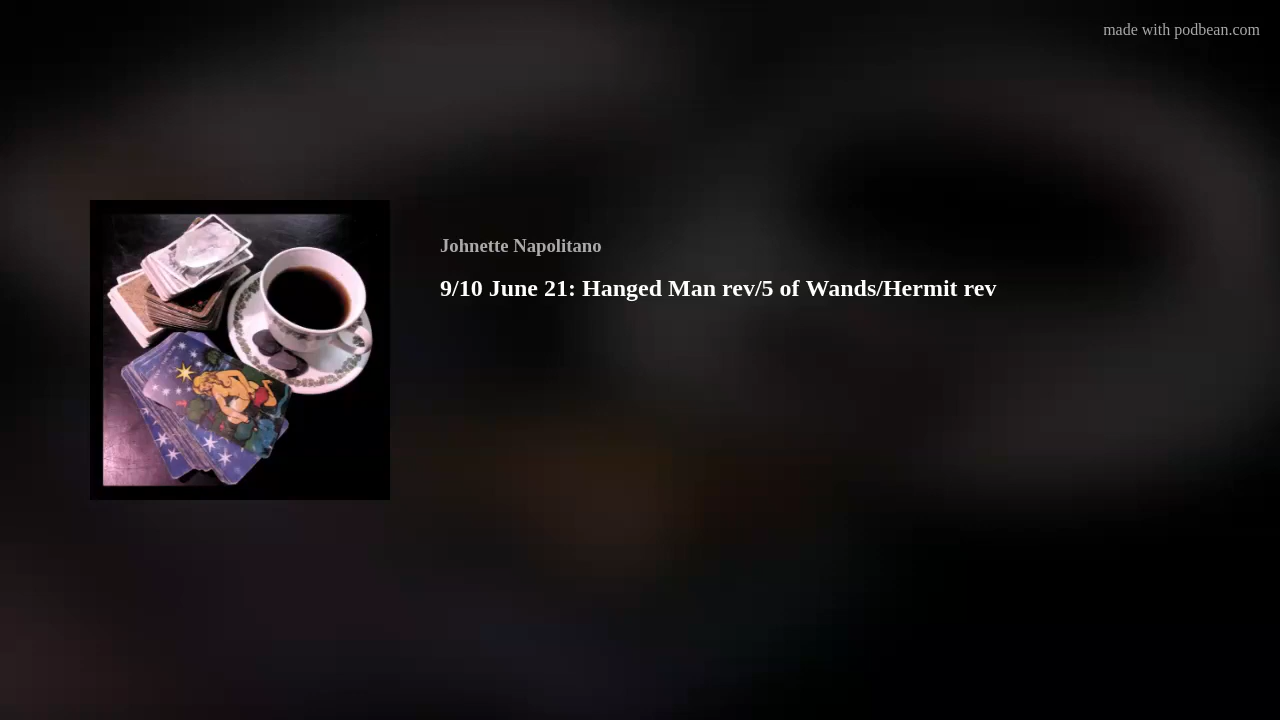 made with podbean.com
Johnette Napolitano
9/10 June 21: Hanged Man rev/5 of Wands/Hermit rev